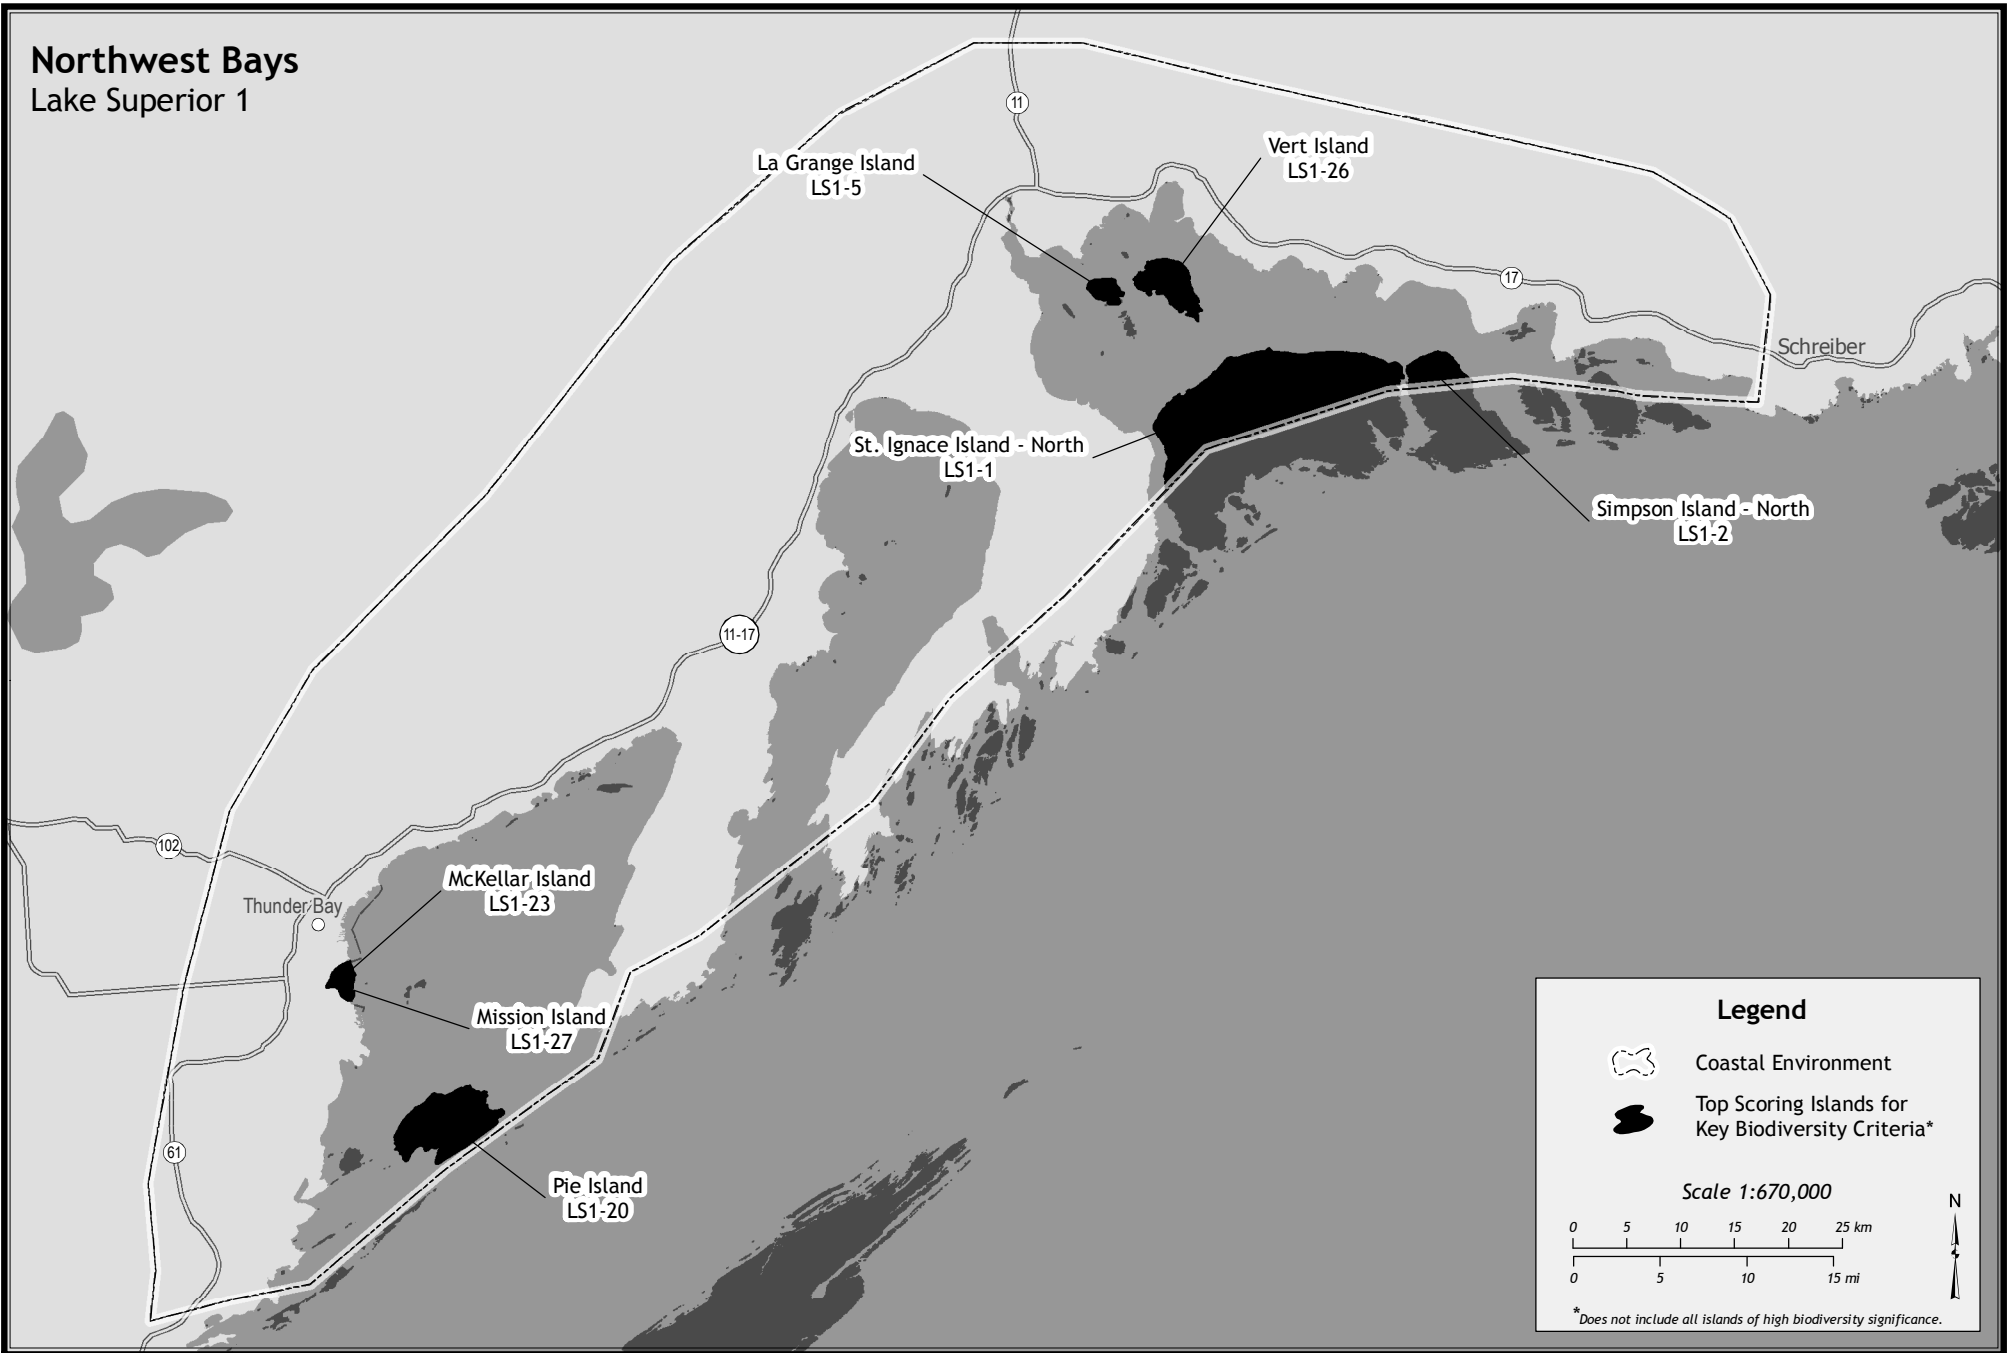 Northwest Bays
Lake Superior 1
11
La Grange Island
LS1-5
Vert Island
LS1-26
17
Schreiber
St. Ignace Island - North
LS1-1
Simpson Island - North
LS1-2
11-17
102
McKellar Island
LS1-23
Thunder Bay
Mission Island
LS1-27
61
Pie Island
LS1-20
Legend
Coastal Environment
Top Scoring Islands for
Key Biodiversity Criteria*
Scale 1:670,000
N
0 5 10 15 20 25 km
0 5 10 15 mi
*Does not include all islands of high biodiversity significance.